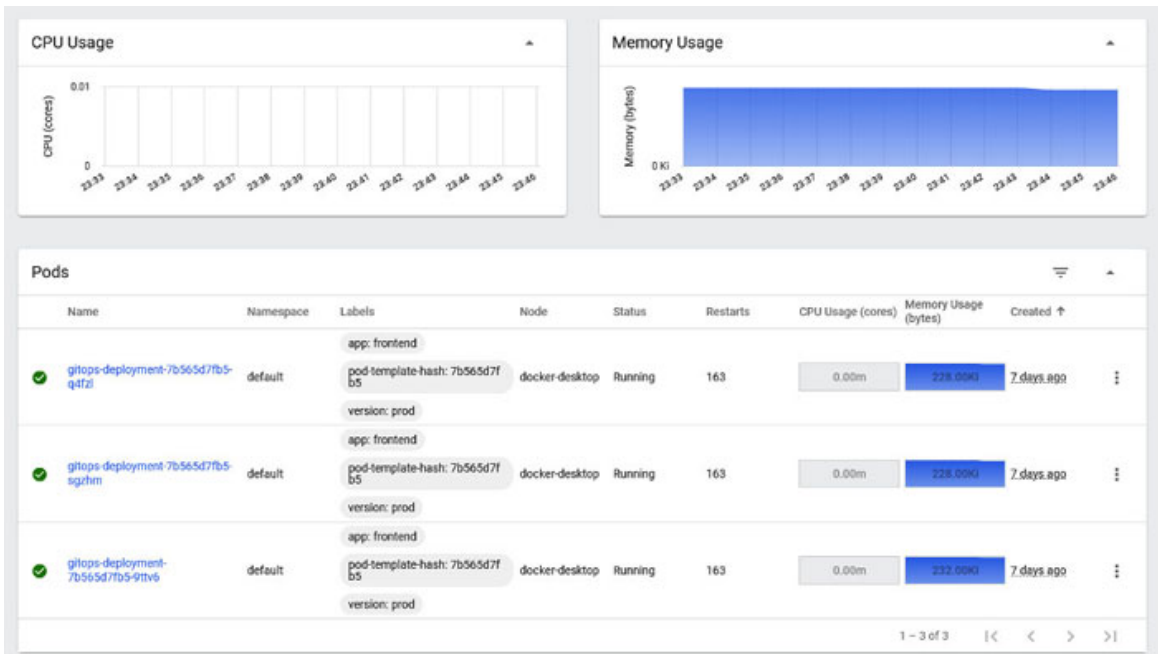 CPU Usage
Memory Usage
CPU (cores)
0.01
0
23:33 23:34 23:35 23:36 23:37 23:38 23:39 23:40 23:41 23:42 23:43 23:44 23:45 23:46
Memory (bytes)
0 Ki
23:33 23:34 23:35 23:36 23:37 23:38 23:39 23:40 23:41 23:42 23:43 23:44 23:45 23:46
Pods
Name Namespace Labels Node Status Restarts CPU Usage (cores) Memory Usage (bytes) Created ↑
app: frontend
gitops-deployment-7b565d7fb5-
q4fzl
default
pod-template-hash: 7b565d7f
b5
docker-desktop Running 163 0.00m 228.00Ki 7 days ago
version: prod
app: frontend
gitops-deployment-7b565d7fb5-
sgzhm
default
pod-template-hash: 7b565d7f
b5
docker-desktop Running 163 0.00m 228.00Ki 7 days ago
version: prod
app: frontend
gitops-deployment-
7b565d7fb5-9ttv6
default
pod-template-hash: 7b565d7f
b5
docker-desktop Running 163 0.00m 232.00Ki 7 days ago
version: prod
1 – 3 of 3